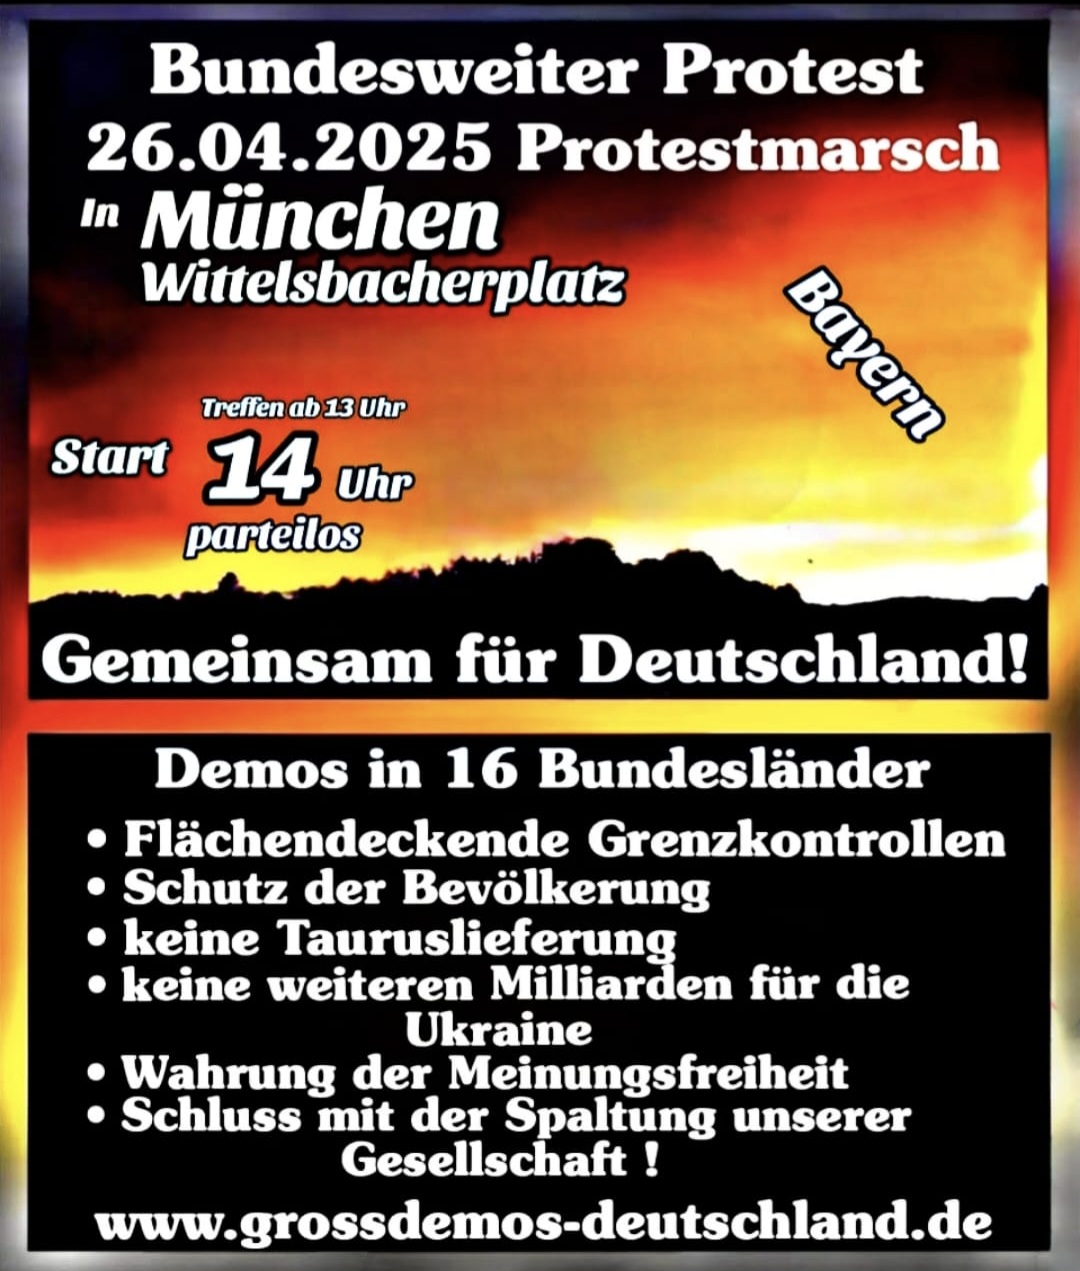 Bundesweiter Protest
26.04.2025 Protestmarsch
In München
Wittelsbacherplatz
Bayern
Treffen ab 13 Uhr
Start 14 Uhr
parteilos
Gemeinsam für Deutschland!
Demos in 16 Bundesländer
• Flächendeckende Grenzkontrollen
• Schutz der Bevölkerung
• keine Tauruslieferung
• keine weiteren Milliarden für die
Ukraine
• Wahrung der Meinungsfreiheit
• Schluss mit der Spaltung unserer
Gesellschaft !
www.grossdemos-deutschland.de